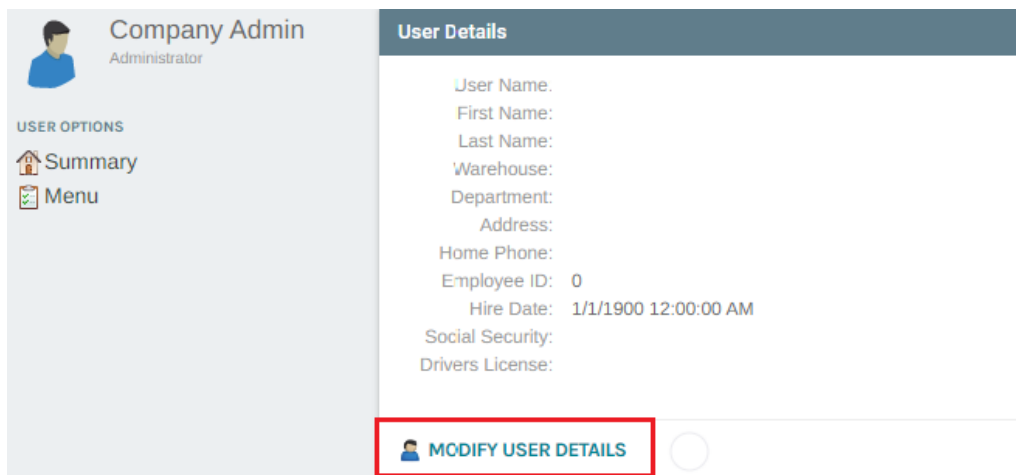 Company Admin
Administrator
USER OPTIONS
Summary
Menu
User Details
User Name.
First Name:
Last Name:
Warehouse:
Department:
Address:
Home Phone:
Employee ID: 0
Hire Date: 1/1/1900 12:00:00 AM
Social Security:
Drivers License:
MODIFY USER DETAILS